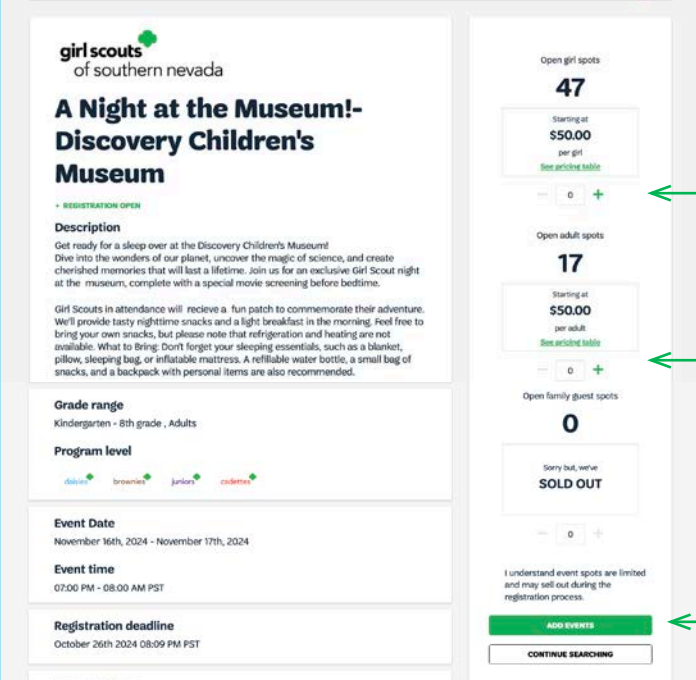 girl scouts
of southern nevada
A Night at the Museum!-
Discovery Children's
Museum
• REGISTRATION OPEN
Description
Get ready for a sleep over at the Discovery Children's Museum!
Dive into the wonders of our planet, uncover the magic of science, and create
cherished memories that will last a lifetime. Join us for an exclusive Girl Scout night
at the museum, complete with a special movie screening before bedtime.
Girl Scouts in attendance will recieve a fun patch to commemorate their adventure.
We'll provide tasty nighttime snacks and a light breakfast in the morning. Feel free to
bring your own snacks, but please note that refrigeration and heating are not
available. What to Bring: Don't forget your sleeping essentials, such as a blanket,
pillow, sleeping bag, or inflatable mattress. A refillable water bottle, a small bag of
snacks, and a backpack with personal items are also recommended.
Grade range
Kindergarten - 8th grade , Adults
Program level
daisies brownies juniors cadettes
Event Date
November 16th, 2024 - November 17th, 2024
Event time
07:00 PM - 08:00 AM PST
Registration deadline
October 26th 2024 08:09 PM PST
Open girl spots
47
Starting at
$50.00
per girl
See pricing table
− 0 +
Open adult spots
17
Starting at
$50.00
per adult
See pricing table
− 0 +
Open family guest spots
0
Sorry but, we've
SOLD OUT
− 0 +
I understand event spots are limited
and may sell out during the
registration process.
ADD EVENTS
CONTINUE SEARCHING